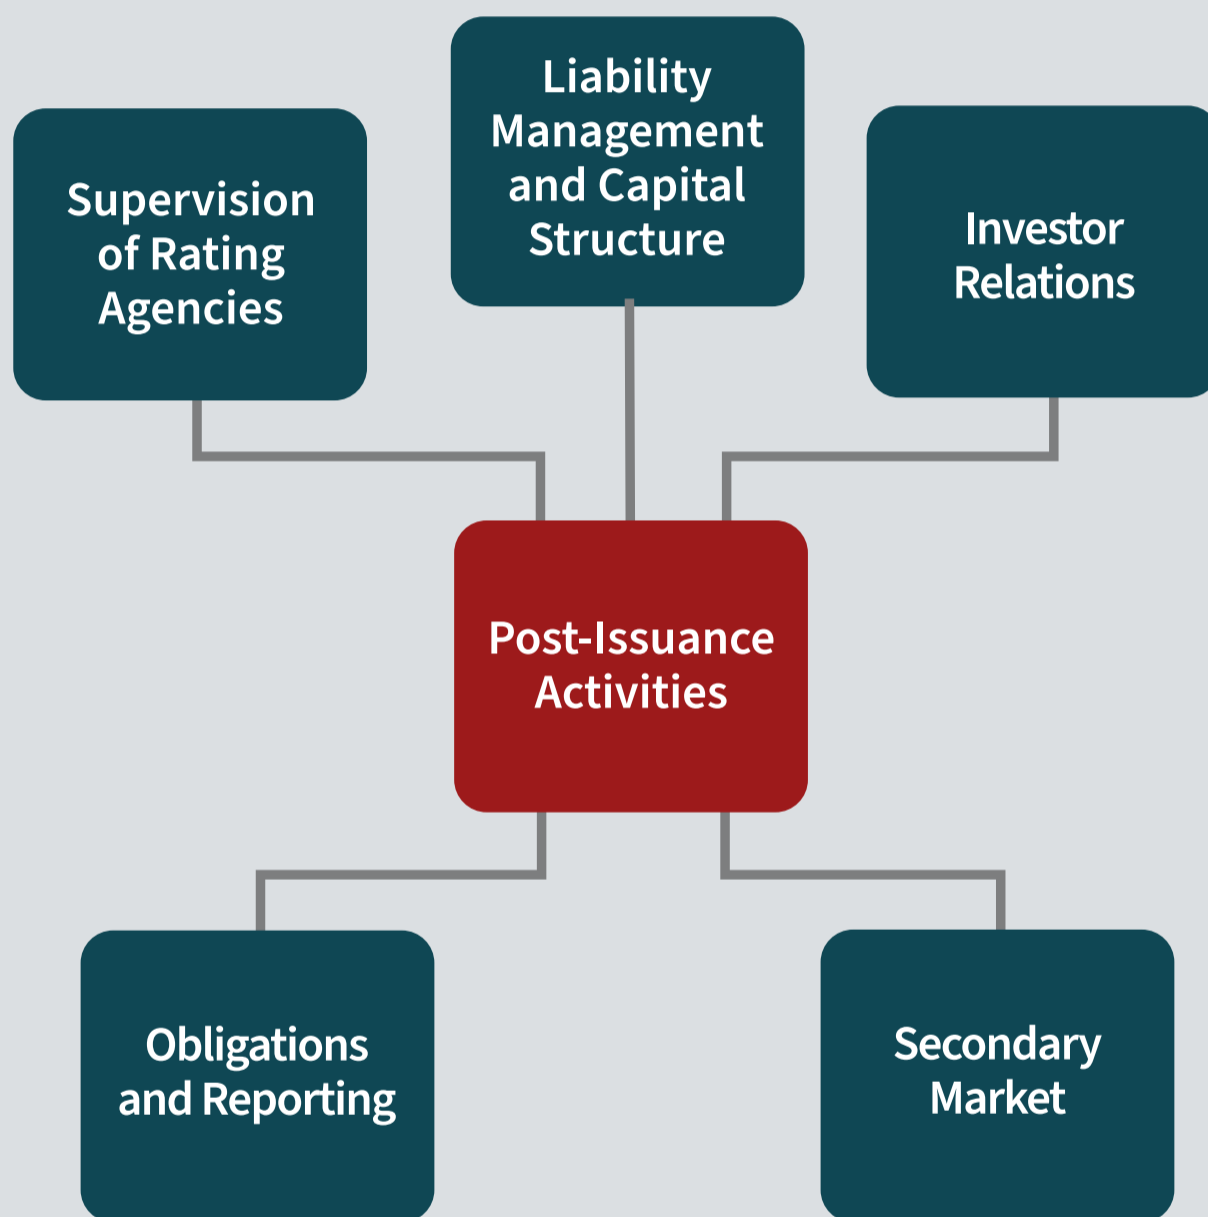 Supervision
of Rating
Agencies
Liability
Management
and Capital
Structure
Investor
Relations
Post-Issuance
Activities
Obligations
and Reporting
Secondary
Market